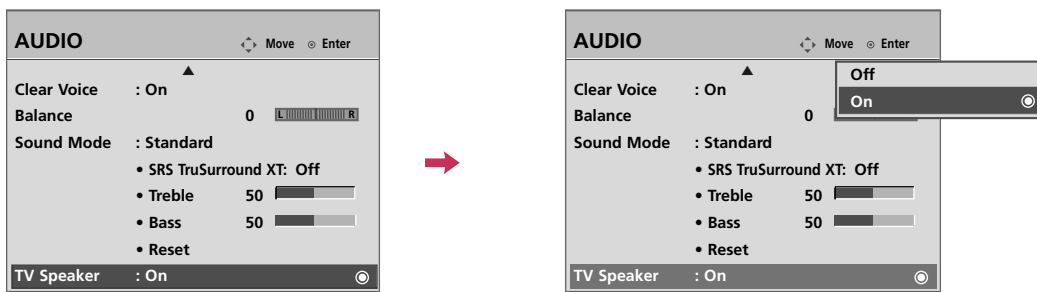 AUDIO Move Enter
Clear Voice : On
Balance 0 L R
Sound Mode : Standard
• SRS TruSurround XT: Off
• Treble 50
• Bass 50
• Reset
TV Speaker : On
AUDIO Move Enter
Off
On
Clear Voice : On
Balance 0
Sound Mode : Standard
• SRS TruSurround XT: Off
• Treble 50
• Bass 50
• Reset
TV Speaker : On